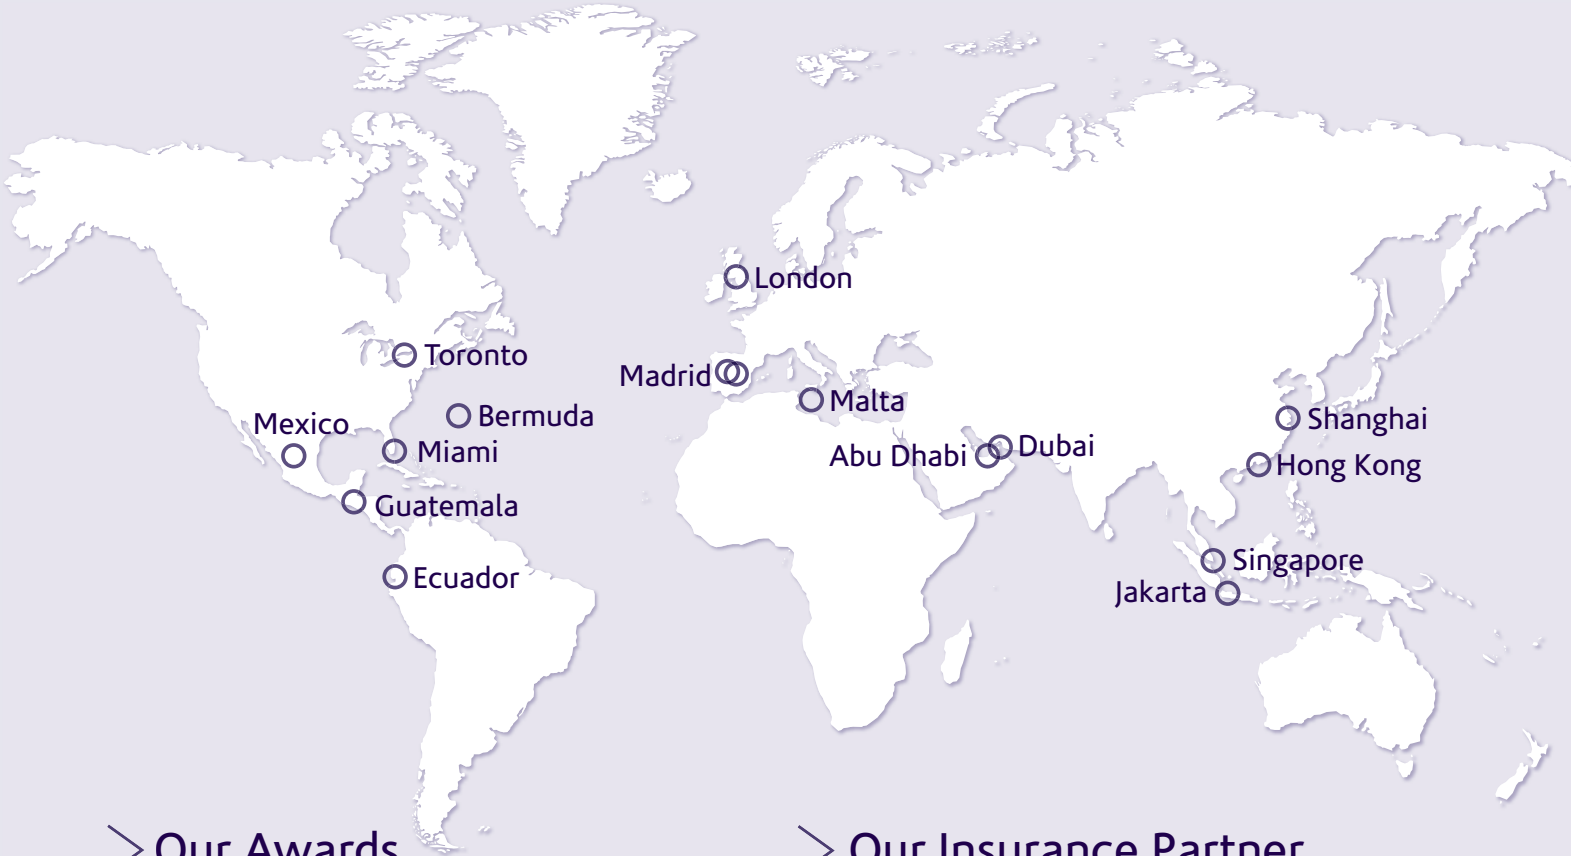 London
Toronto
Madrid
Malta
Bermuda
Mexico
Miami
Abu Dhabi
Dubai
Shanghai
Hong Kong
Guatemala
Ecuador
Singapore
Jakarta
Our Awards
Our Insurance Partner